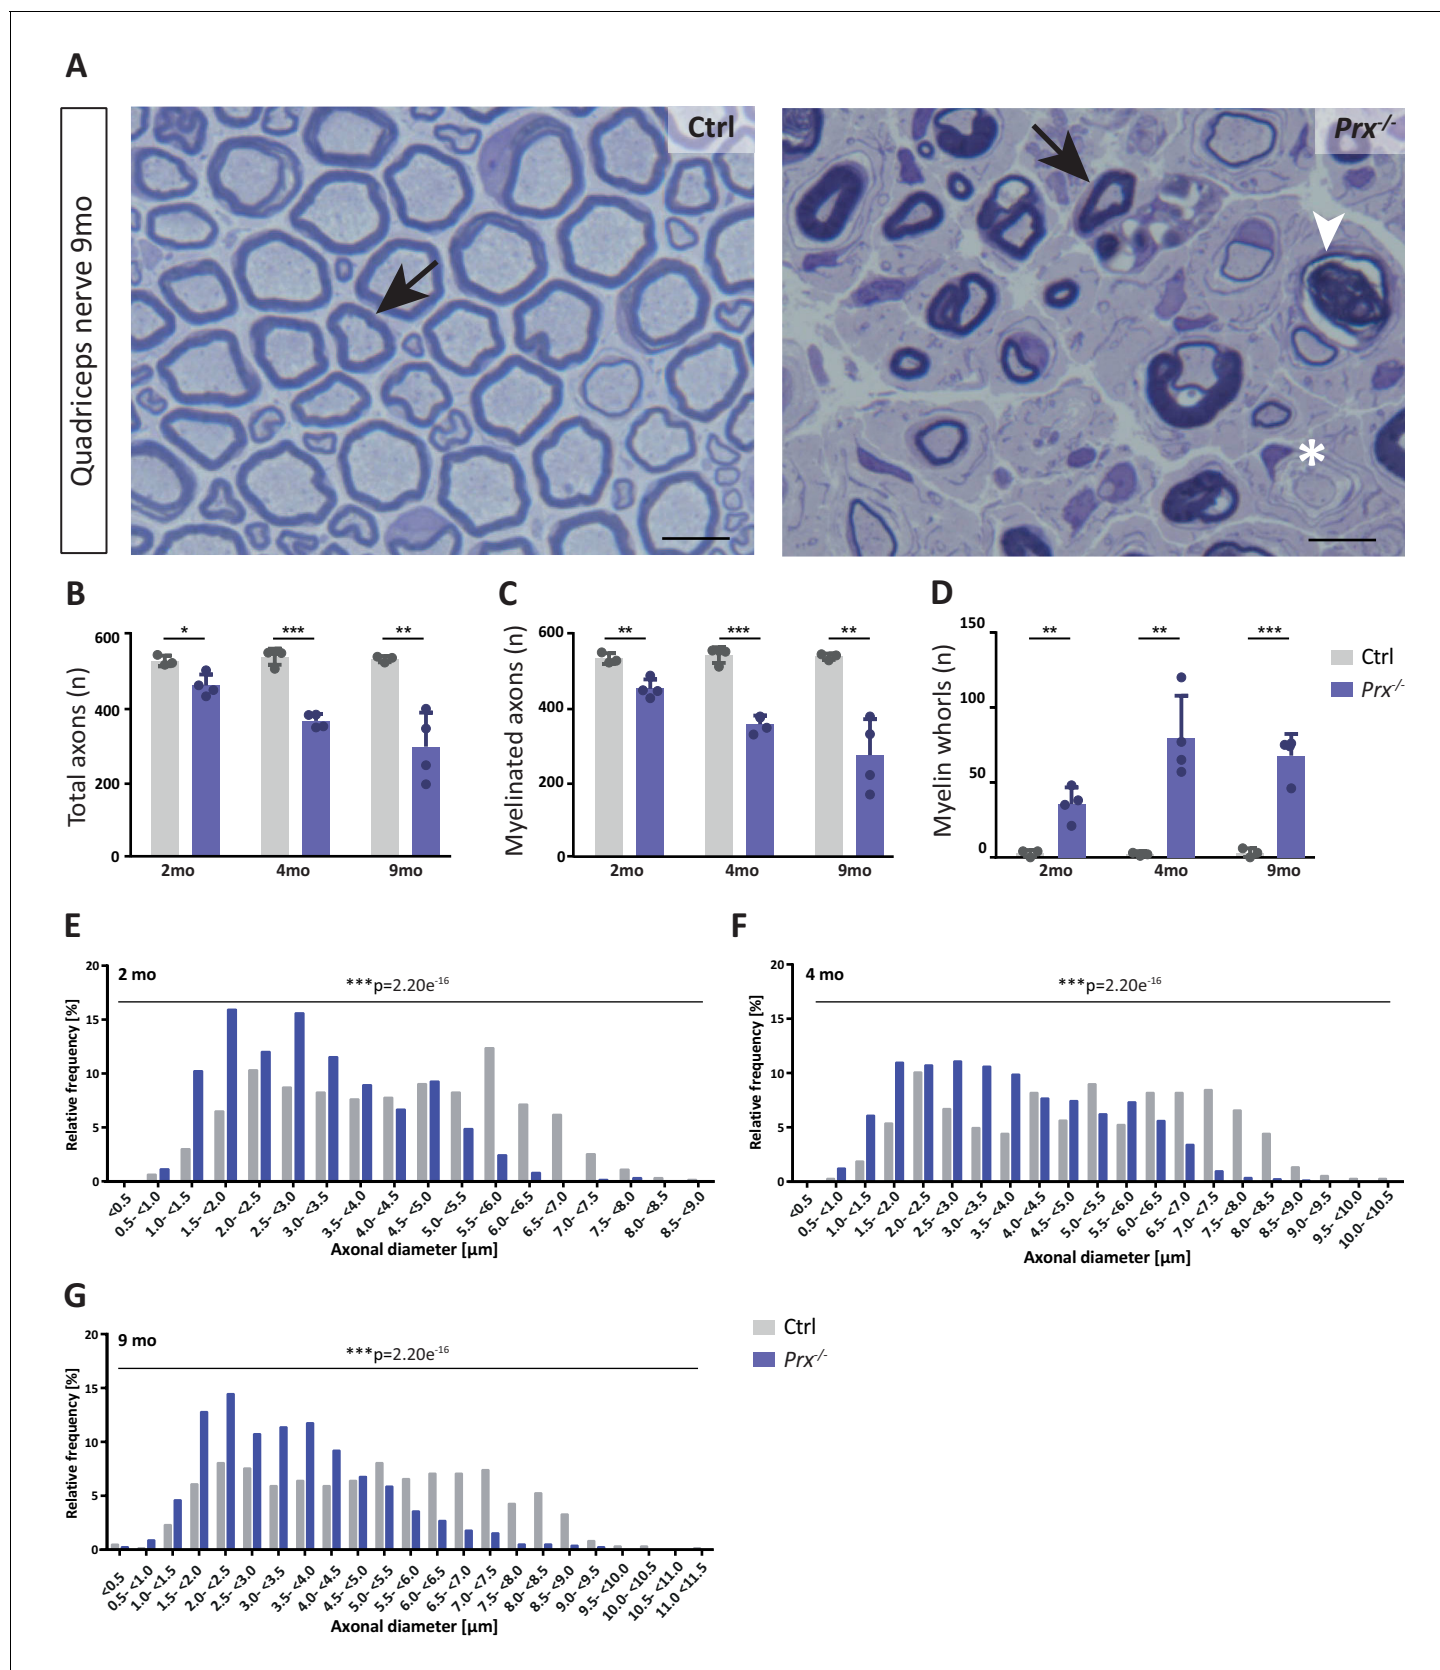 A
Quadriceps nerve 9mo
Ctrl
Prx-/-
*
B
Total axons (n)
600
400
200
0
*
***
**
2mo
4mo
9mo
C
Myelinated axons (n)
600
400
200
0
**
***
**
2mo
4mo
9mo
D
Myelin whorls (n)
150
100
50
0
**
**
***
2mo
4mo
9mo
Ctrl
Prx-/-
E
2 mo
***p=2.20e-16
Relative frequency [%]
20
15
10
5
0
<0.5
0.5- <1.0
1.0- <1.5
1.5- <2.0
2.0- <2.5
2.5- <3.0
3.0- <3.5
3.5- <4.0
4.0- <4.5
4.5- <5.0
5.0- <5.5
5.5- <6.0
6.0- <6.5
6.5- <7.0
7.0- <7.5
7.5- <8.0
8.0- <8.5
8.5- <9.0
Axonal diameter [µm]
F
4 mo
***p=2.20e-16
Relative frequency [%]
20
15
10
5
0
<0.5
0.5- <1.0
1.0- <1.5
1.5- <2.0
2.0- <2.5
2.5- <3.0
3.0- <3.5
3.5- <4.0
4.0- <4.5
4.5- <5.0
5.0- <5.5
5.5- <6.0
6.0- <6.5
6.5- <7.0
7.0- <7.5
7.5- <8.0
8.0- <8.5
8.5- <9.0
9.0- <9.5
9.5- <10.0
10.0- <10.5
Axonal diameter [µm]
G
9 mo
***p=2.20e-16
Relative frequency [%]
20
15
10
5
0
<0.5
0.5- <1.0
1.0- <1.5
1.5- <2.0
2.0- <2.5
2.5- <3.0
3.0- <3.5
3.5- <4.0
4.0- <4.5
4.5- <5.0
5.0- <5.5
5.5- <6.0
6.0- <6.5
6.5- <7.0
7.0- <7.5
7.5- <8.0
8.0- <8.5
8.5- <9.0
9.0- <9.5
9.5- <10.0
10.0- <10.5
10.5- <11.0
11.0 <11.5
Axonal diameter [µm]
Ctrl
Prx-/-